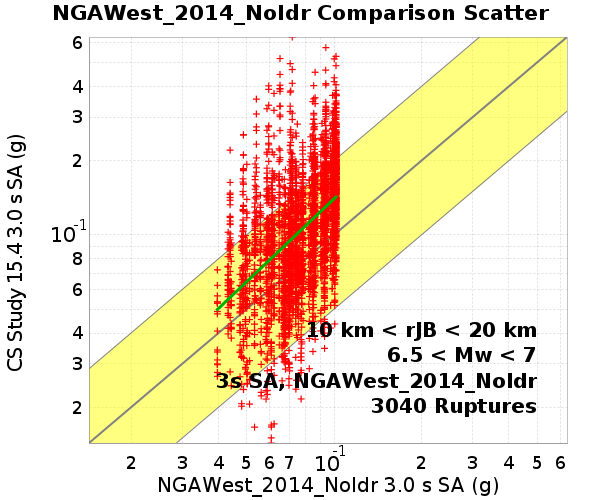 NGAWest_2014_NoIdr Comparison Scatter
CS Study 15.4 3.0 s SA (g)
6
4
3
2
10-1
8
6
4
3
2
10 km < rJB < 20 km
6.5 < Mw < 7
3s SA, NGAWest_2014_NoIdr
3040 Ruptures
2 3 4 5 6 7 10-1 2 3 4 5 6
NGAWest_2014_NoIdr 3.0 s SA (g)